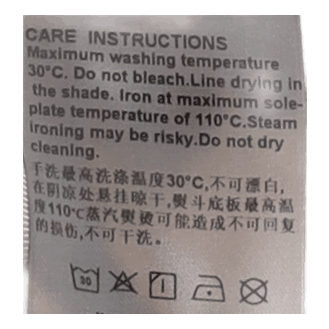 CARE INSTRUCTIONS
Maximum washing temperature
30°C. Do not bleach.Line drying in
the shade. Iron at maximum sole-
plate temperature of 110°C.Steam
ironing may be risky.Do not dry
cleaning.
手洗最高洗涤温度30°C,不可漂白,
在阴凉处悬挂晾干,熨斗底板最高温
度110°C蒸汽熨烫可能造成不可回复
的损伤,不可干洗。
30